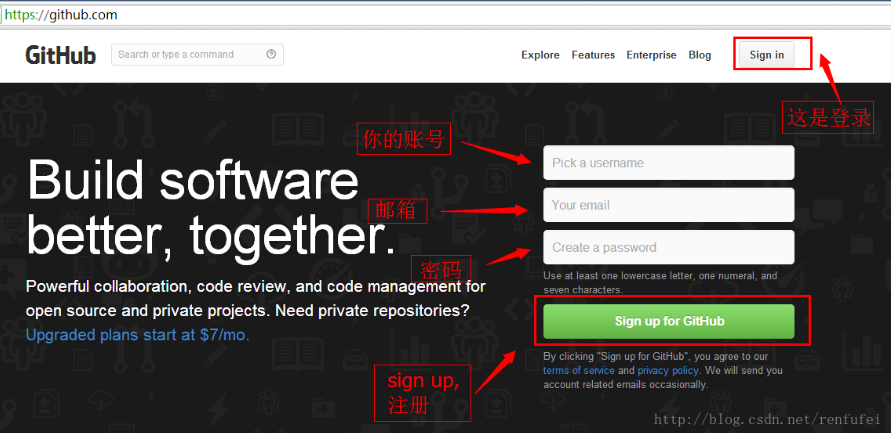 https://github.com
GitHub
Search or type a command
Explore Features Enterprise Blog
Sign in
这是登录
你的账号
Pick a username
Build software
better, together.
邮箱
Your email
密码
Create a password
Use at least one lowercase letter, one numeral, and
seven characters.
Powerful collaboration, code review, and code management for
open source and private projects. Need private repositories?
Upgraded plans start at $7/mo.
Sign up for GitHub
sign up,
注册
By clicking "Sign up for GitHub", you agree to our
terms of service and privacy policy. We will send you
account related emails occasionally.
http://blog.csdn.net/renfufei